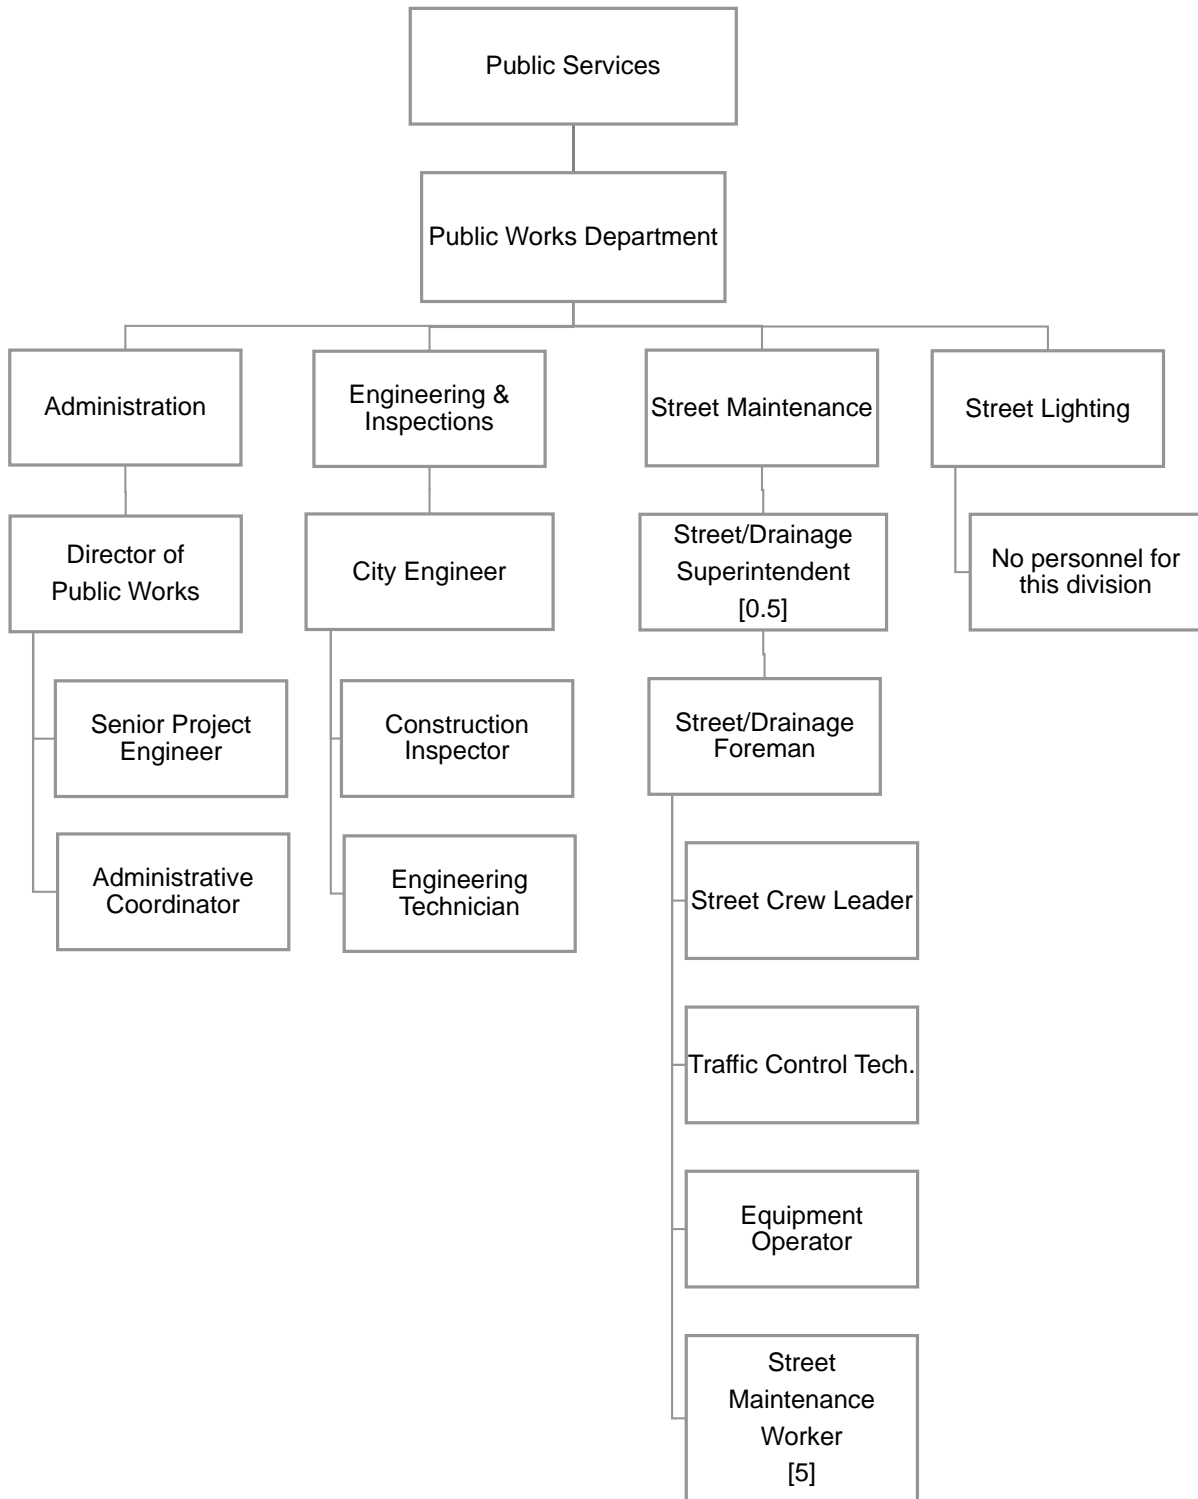 Public Services
Public Works Department
Administration
Engineering &
Inspections
Street Maintenance
Street Lighting
Director of
Public Works
City Engineer
Street/Drainage
Superintendent
[0.5]
No personnel for
this division
Senior Project
Engineer
Construction
Inspector
Street/Drainage
Foreman
Administrative
Coordinator
Engineering
Technician
Street Crew Leader
Traffic Control Tech.
Equipment
Operator
Street
Maintenance
Worker
[5]